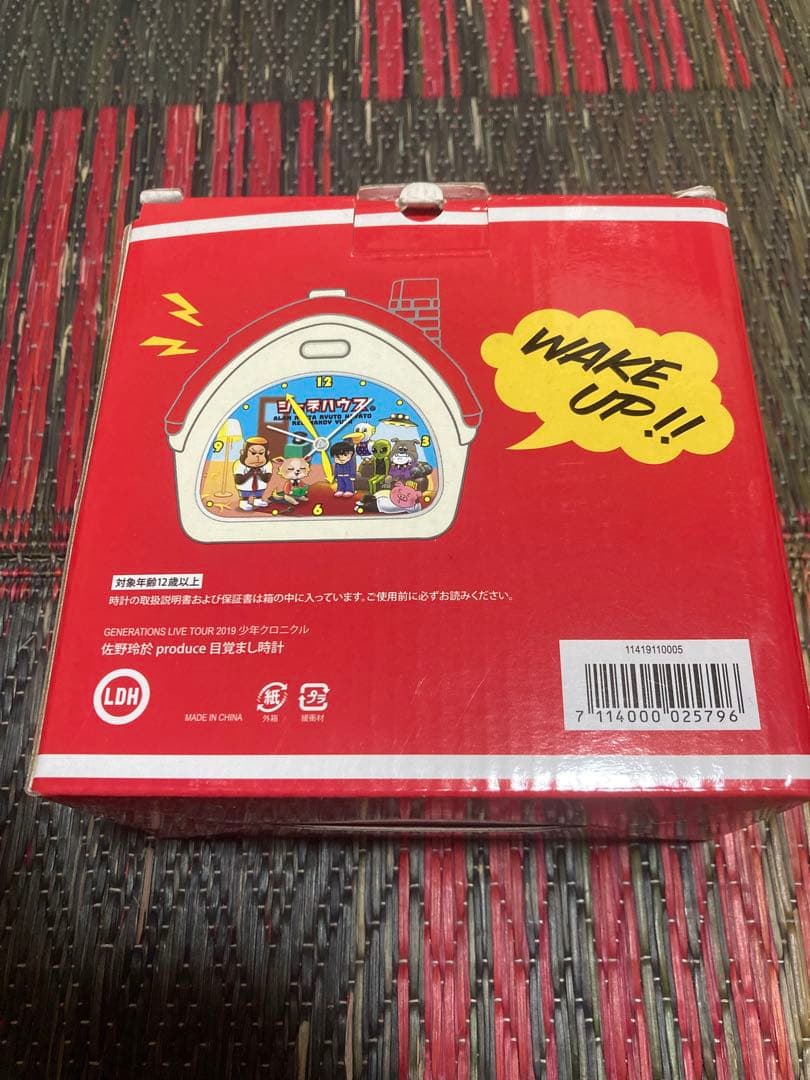 WAKE
UP!!
12
ジェネハウス
3
9
6
対象年齢12歳以上
時計の取扱説明書および保証書は箱の中に入っています。ご使用前に必ずお読みください。
GENERATIONS LIVE TOUR 2019 少年クロニクル
佐野玲於 produce 目覚まし時計
LDH
MADE IN CHINA
紙
外箱
プラ
緩衝材
11419110005
7 114000 025796